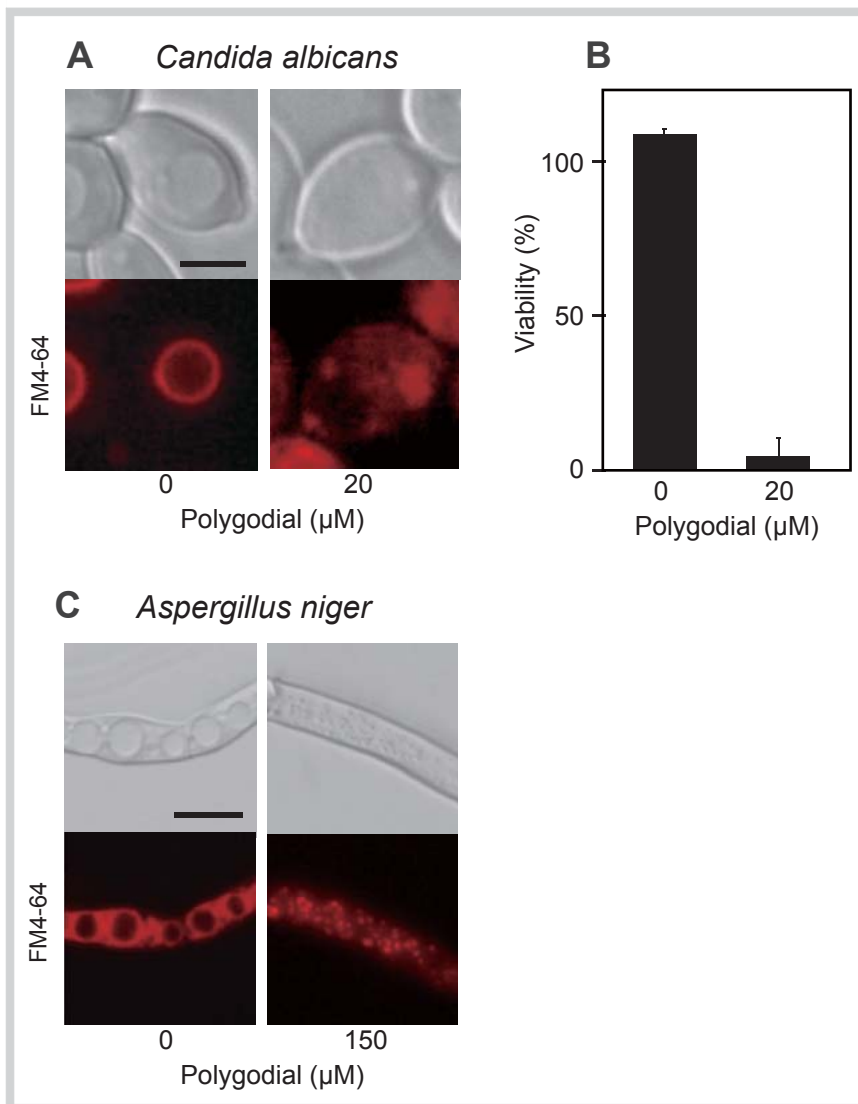 A Candida albicans
FM4-64
0 20
Polygodial (µM)
B
Viability (%)
100
50
0
0 20
Polygodial (µM)
C Aspergillus niger
FM4-64
0 150
Polygodial (µM)